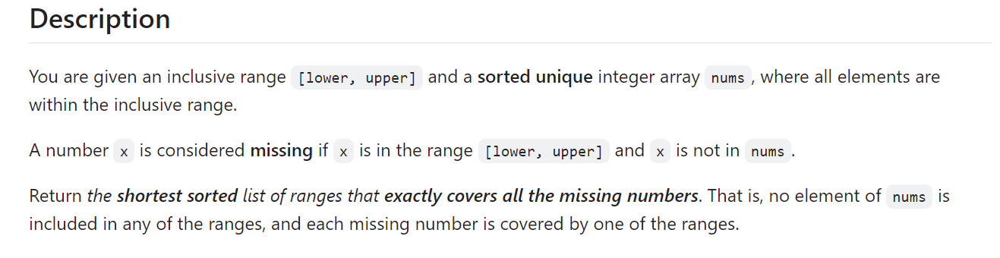 Description
You are given an inclusive range [lower, upper] and a sorted unique integer array nums, where all elements are
within the inclusive range.
A number x is considered missing if x is in the range [lower, upper] and x is not in nums.
Return the shortest sorted list of ranges that exactly covers all the missing numbers. That is, no element of nums is
included in any of the ranges, and each missing number is covered by one of the ranges.